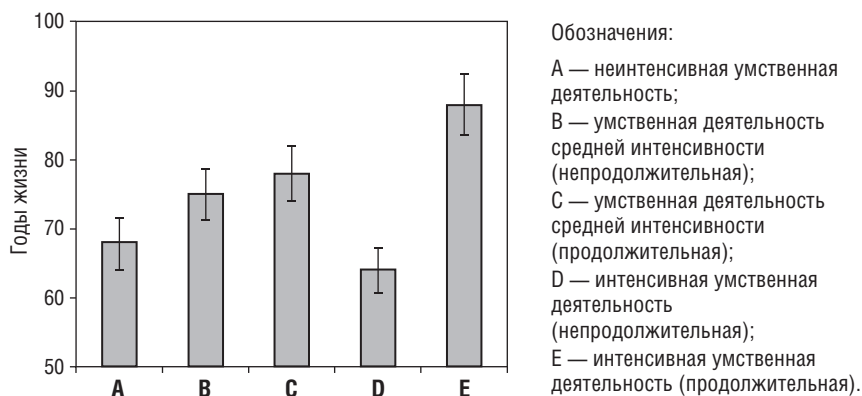 100
90
80
70
60
50
Годы жизни
A
B
C
D
E
Обозначения:
A — неинтенсивная умственная
деятельность;
B — умственная деятельность
средней интенсивности
(непродолжительная);
C — умственная деятельность
средней интенсивности
(продолжительная);
D — интенсивная умственная
деятельность
(непродолжительная);
E — интенсивная умственная
деятельность (продолжительная).